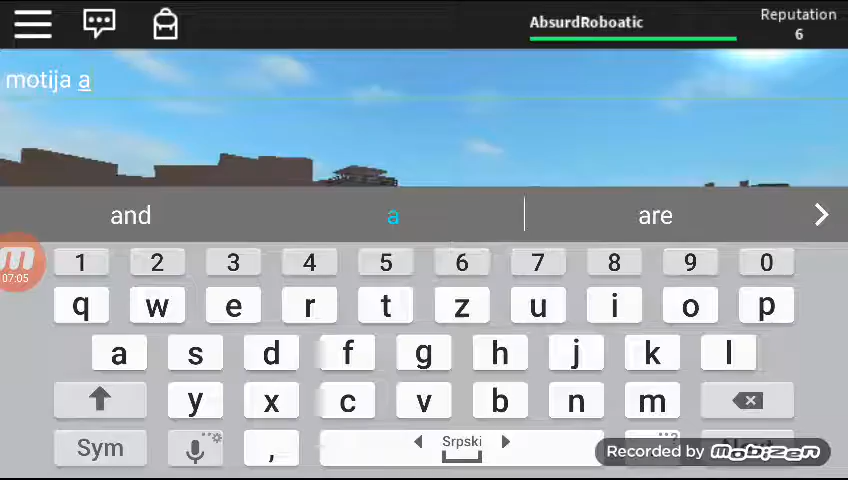 AbsurdRoboatic
Reputation
6
motija a
and a are
07:05
1 2 3 4 5 6 7 8 9 0
q w e r t z u i o p
a s d f g h j k l
y x c v b n m
Sym , Srpski
Recorded by mobizen